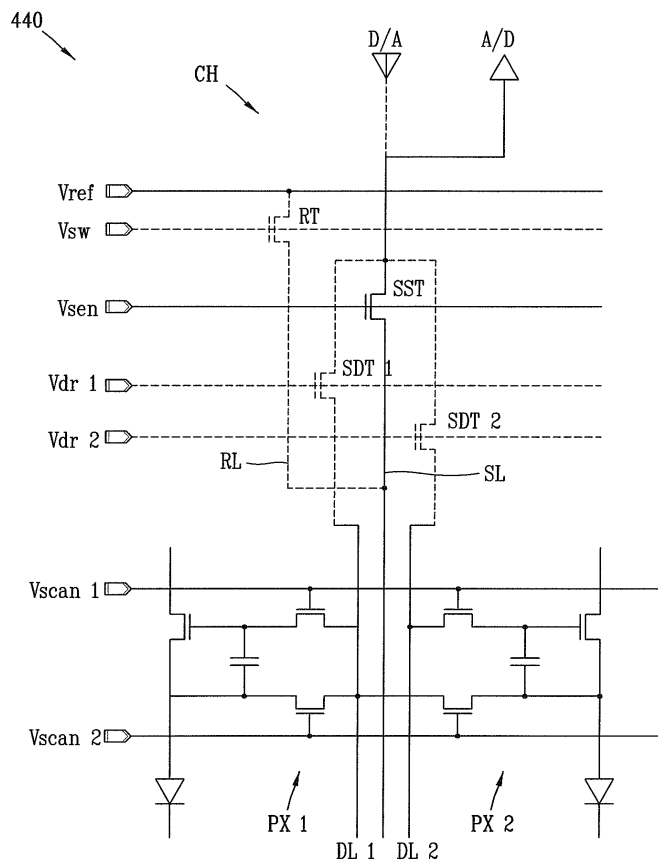 440
D/A
A/D
CH
Vref
RT
Vsw
SST
Vsen
SDT 1
Vdr 1
SDT 2
Vdr 2
RL
SL
Vscan 1
Vscan 2
PX 1
PX 2
DL 1
DL 2